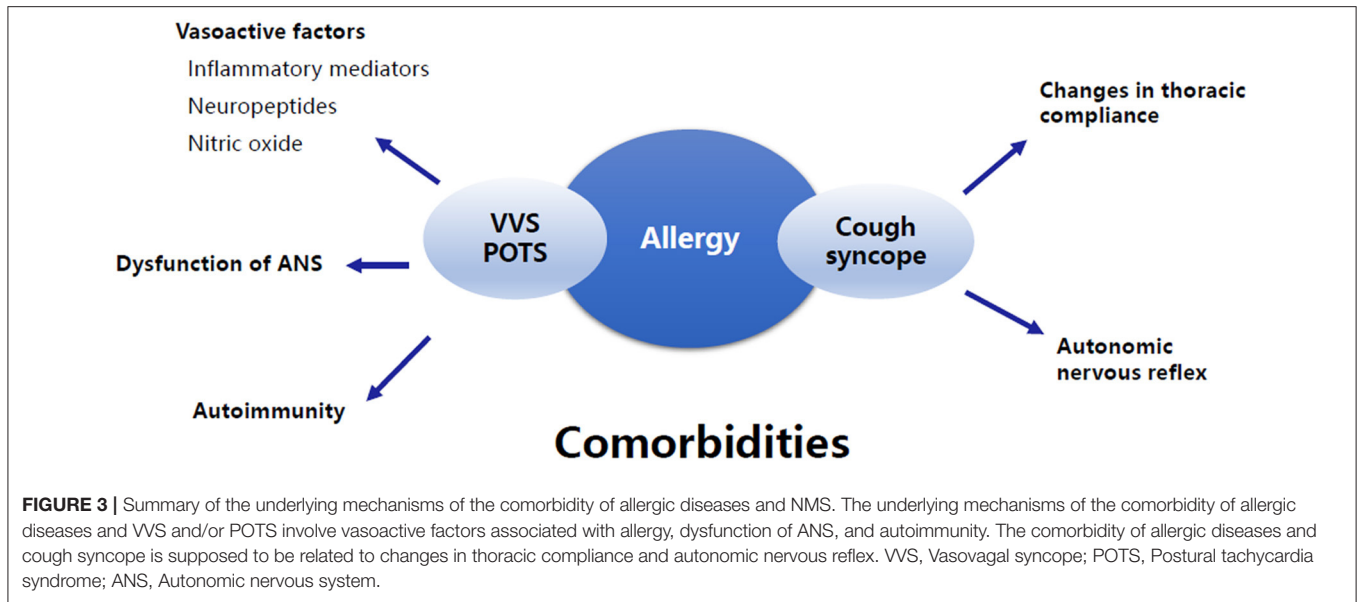 Vasoactive factors
Inflammatory mediators
Neuropeptides
Nitric oxide
Dysfunction of ANS
Autoimmunity
VVS
POTS
Allergy
Cough
syncope
Changes in thoracic
compliance
Autonomic
nervous reflex
Comorbidities
FIGURE 3 | Summary of the underlying mechanisms of the comorbidity of allergic diseases and NMS. The underlying mechanisms of the comorbidity of allergic
diseases and VVS and/or POTS involve vasoactive factors associated with allergy, dysfunction of ANS, and autoimmunity. The comorbidity of allergic diseases and
cough syncope is supposed to be related to changes in thoracic compliance and autonomic nervous reflex. VVS, Vasovagal syncope; POTS, Postural tachycardia
syndrome; ANS, Autonomic nervous system.